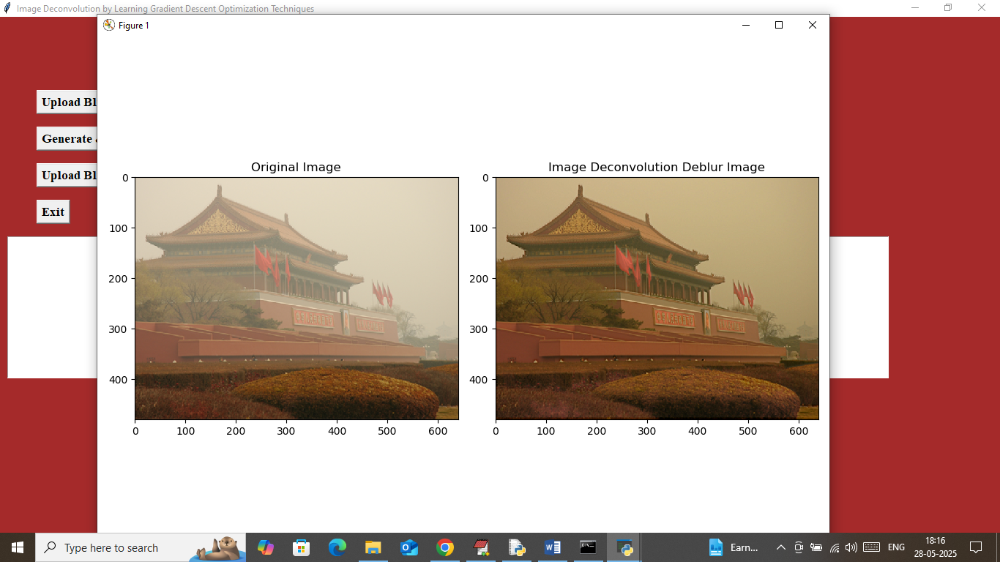 Image Deconvolution by Learning Gradient Descent Optimization Techniques
Figure 1
Upload Bl
Generate
Upload Bl
Exit
Original Image
0
100
200
300
400
0 100 200 300 400 500 600
Image Deconvolution Deblur Image
0
100
200
300
400
0 100 200 300 400 500 600
Type here to search
Earn...
ENG
18:16
28-05-2025